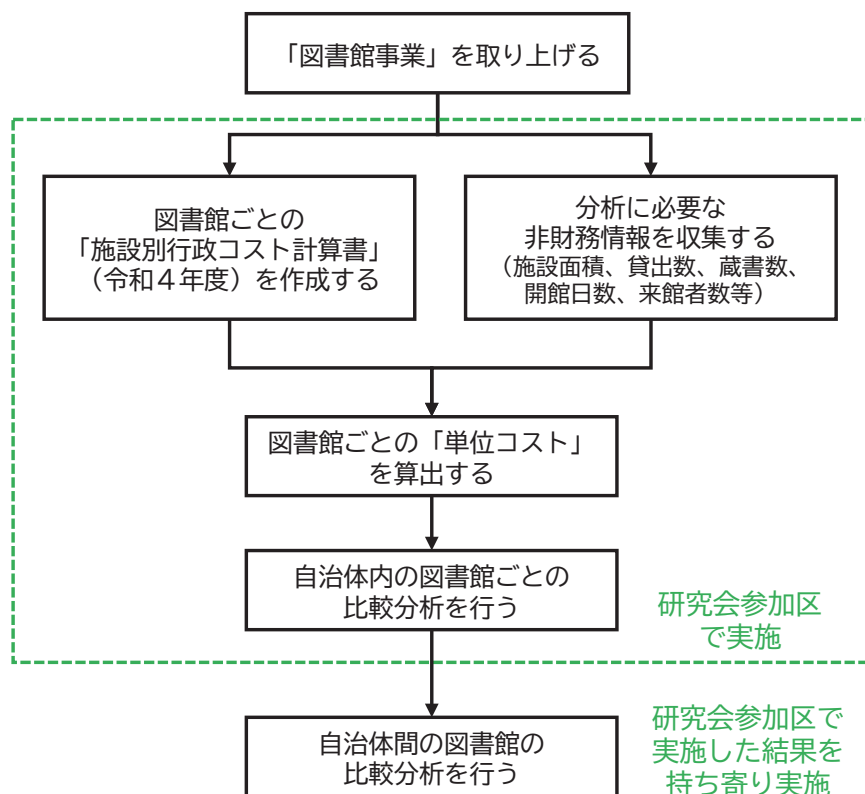 「図書館事業」を取り上げる
図書館ごとの
「施設別行政コスト計算書」
（令和４年度）を作成する
分析に必要な
非財務情報を収集する
（施設面積、貸出数、蔵書数、
開館日数、来館者数等）
図書館ごとの「単位コスト」
を算出する
自治体内の図書館ごとの
比較分析を行う
研究会参加区
で実施
自治体間の図書館の
比較分析を行う
研究会参加区で
実施した結果を
持ち寄り実施